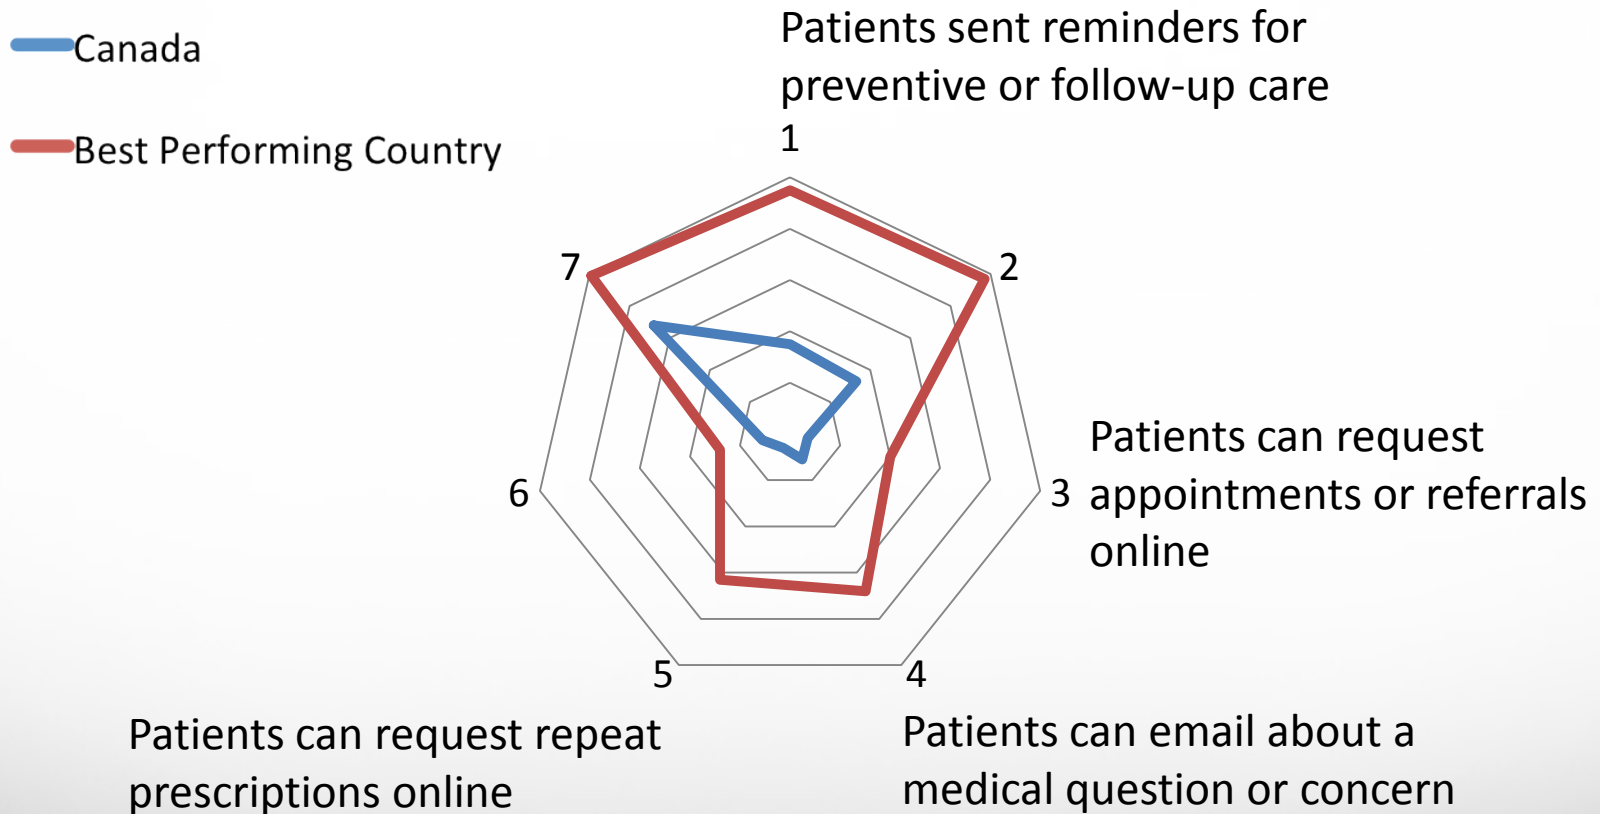 Canada
Best Performing Country
Patients sent reminders for
preventive or follow-up care
1
2
3
4
5
6
7
Patients can request
appointments or referrals
online
Patients can email about a
medical question or concern
Patients can request repeat
prescriptions online